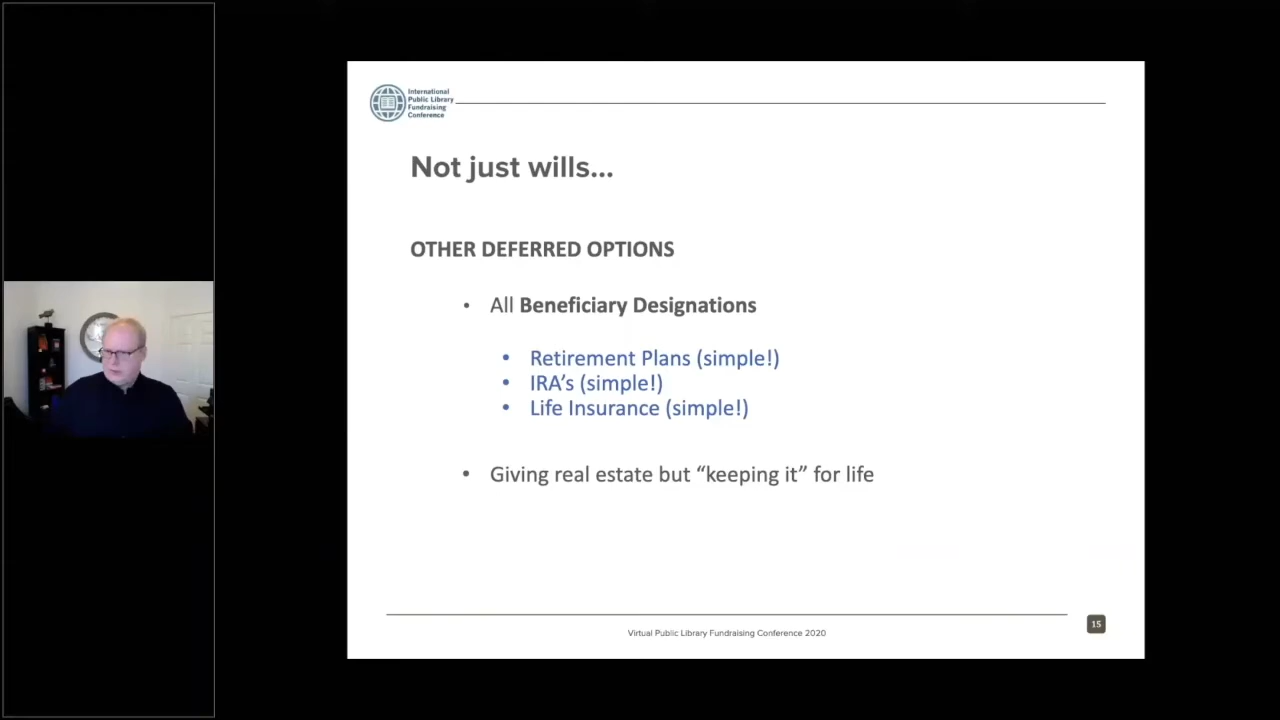 International
Public Library
Fundraising
Conference
Not just wills...
OTHER DEFERRED OPTIONS
• All Beneficiary Designations
• Retirement Plans (simple!)
• IRA’s (simple!)
• Life Insurance (simple!)
• Giving real estate but “keeping it” for life
Virtual Public Library Fundraising Conference 2020
15